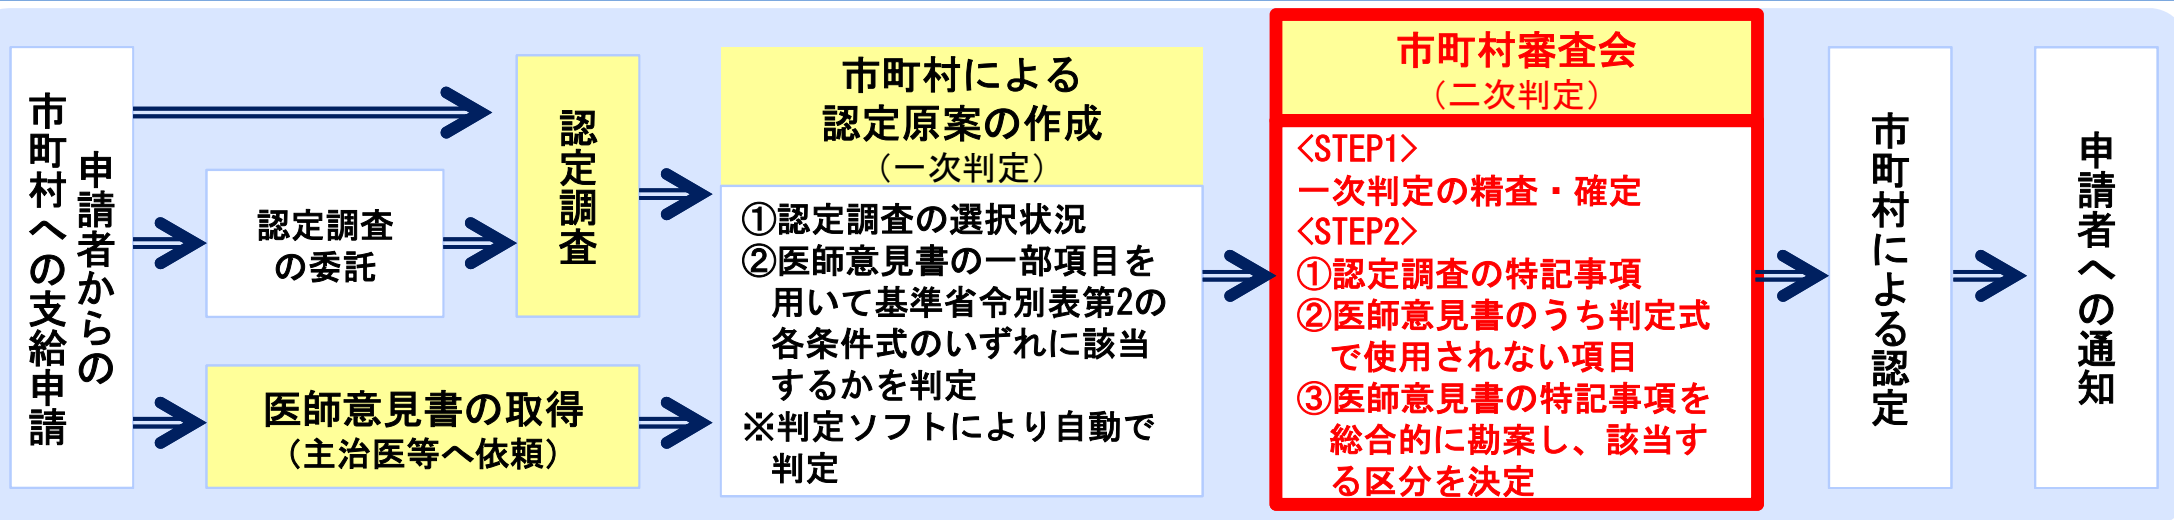 申請者からの
市町村への支給申請
認定調査
の委託
医師意見書の取得
（主治医等へ依頼）
認定調査
市町村による
認定原案の作成
（一次判定）
①認定調査の選択状況
②医師意見書の一部項目を
用いて基準省令別表第2の
各条件式のいずれに該当
するかを判定
※判定ソフトにより自動で
判定
市町村審査会
（二次判定）
<STEP1>
一次判定の精査・確定
<STEP2>
①認定調査の特記事項
②医師意見書のうち判定式
で使用されない項目
③医師意見書の特記事項を
総合的に勘案し、該当す
る区分を決定
市町村による認定
申請者への通知